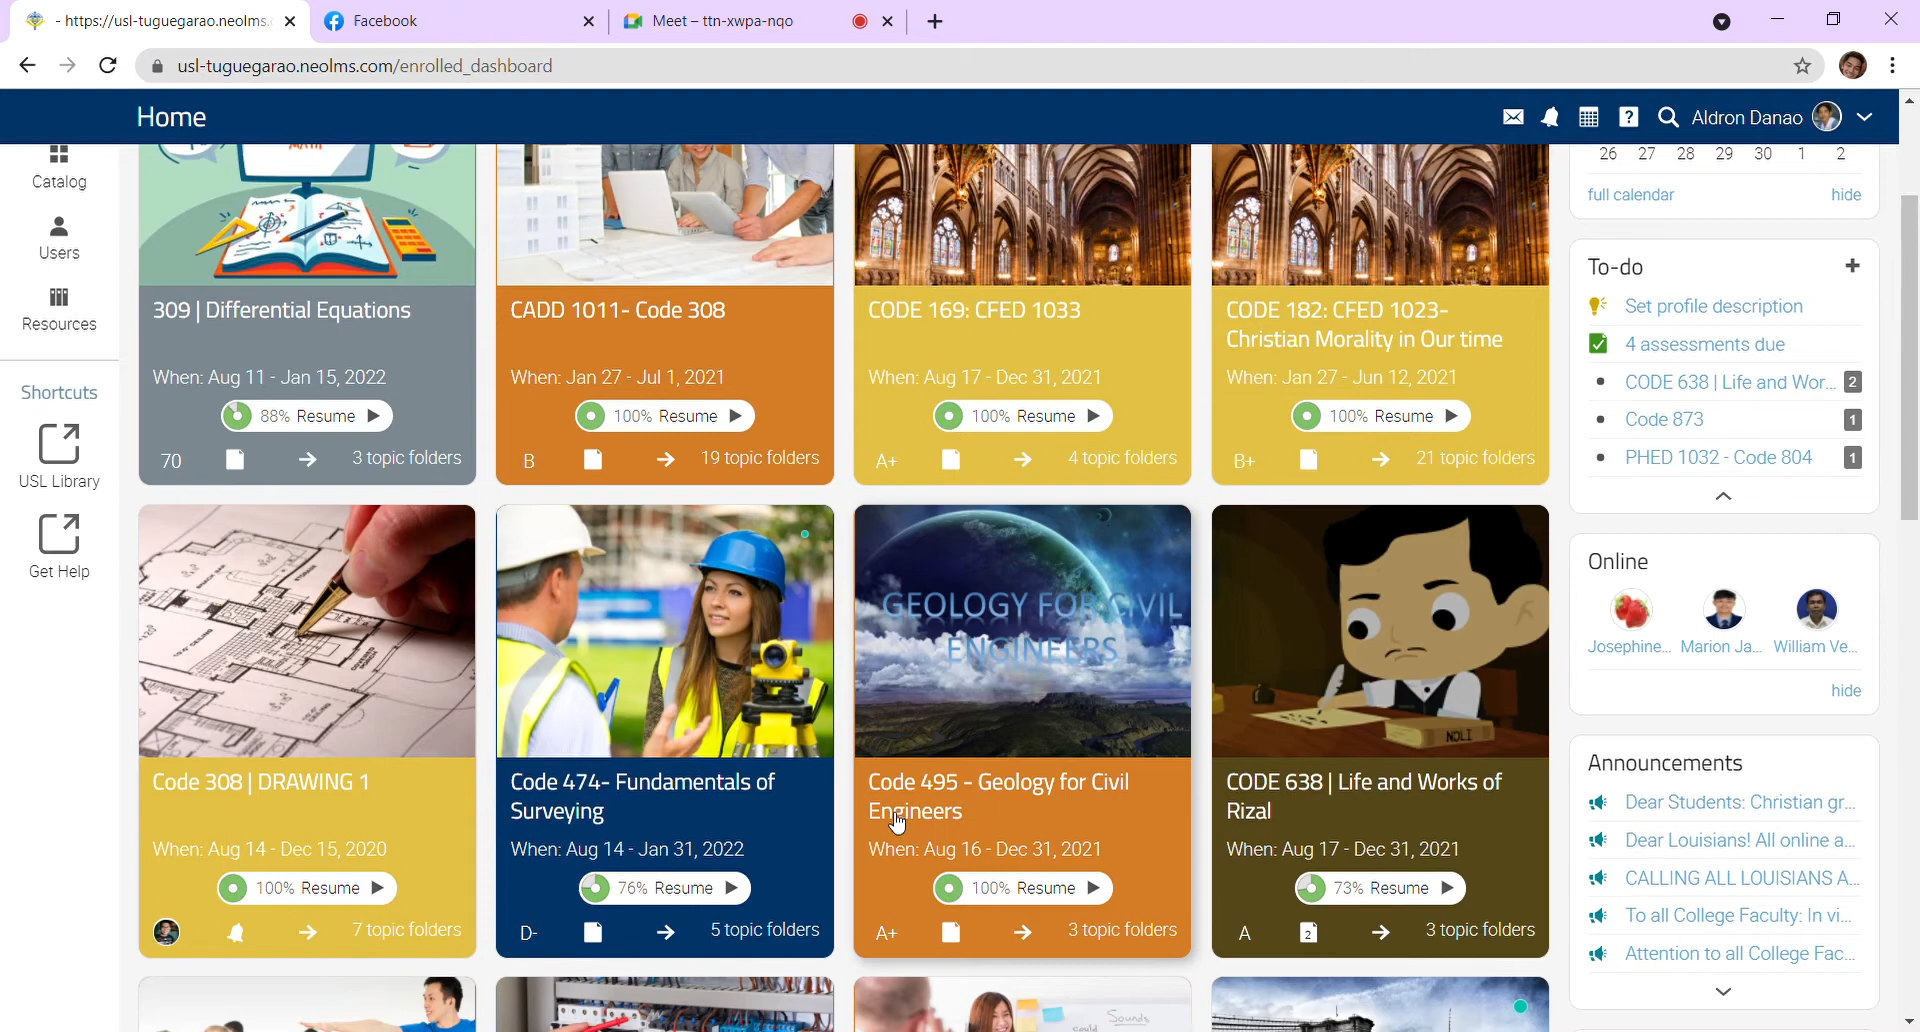 - https://usl-tuguegarao.neolms.
Facebook
Meet – ttn-xwpa-nqo
usl-tuguegarao.neolms.com/enrolled_dashboard
Home
Aldron Danao
Catalog
Users
Resources
Shortcuts
USL Library
Get Help
MATH
309 | Differential Equations
When: Aug 11 - Jan 15, 2022
88% Resume
70
3 topic folders
CADD 1011- Code 308
When: Jan 27 - Jul 1, 2021
100% Resume
B
19 topic folders
CODE 169: CFED 1033
When: Aug 17 - Dec 31, 2021
100% Resume
A+
4 topic folders
CODE 182: CFED 1023-
Christian Morality in Our time
When: Jan 27 - Jun 12, 2021
100% Resume
B+
21 topic folders
Code 308 | DRAWING 1
When: Aug 14 - Dec 15, 2020
100% Resume
7 topic folders
Code 474- Fundamentals of
Surveying
When: Aug 14 - Jan 31, 2022
76% Resume
D-
5 topic folders
GEOLOGY FOR CIVIL
ENGINEERS
Code 495 - Geology for Civil
Engineers
When: Aug 16 - Dec 31, 2021
100% Resume
A+
3 topic folders
NOLI
CODE 638 | Life and Works of
Rizal
When: Aug 17 - Dec 31, 2021
73% Resume
A
2
3 topic folders
Sounds
could
26 27 28 29 30 1 2
full calendar
hide
To-do
Set profile description
4 assessments due
CODE 638 | Life and Wor... 2
Code 873 1
PHED 1032 - Code 804 1
Online
Josephine... Marion Ja... William Ve...
hide
Announcements
Dear Students: Christian gr...
Dear Louisians! All online a...
CALLING ALL LOUISIANS A...
To all College Faculty: In vi...
Attention to all College Fac...